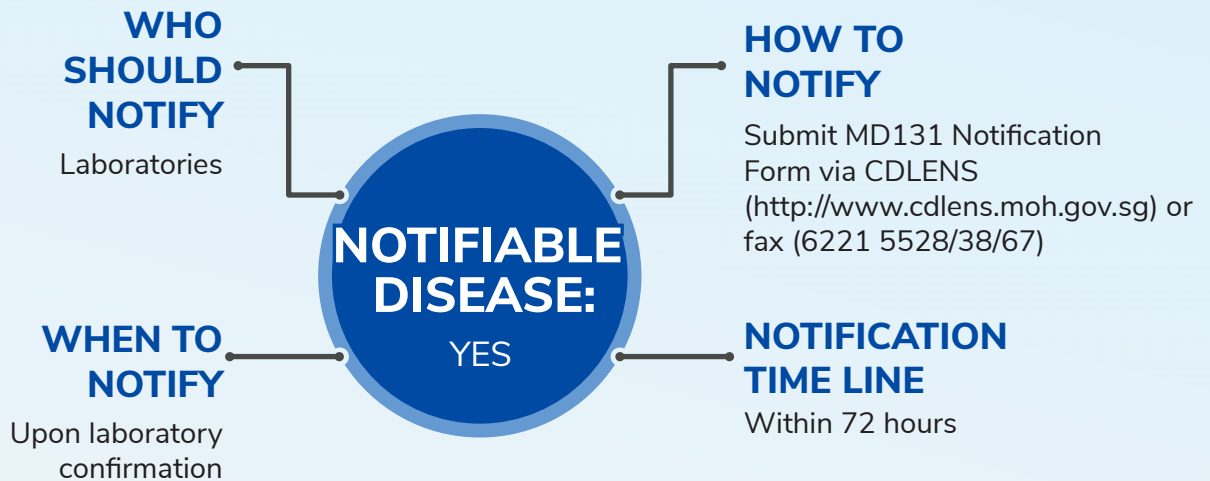 WHO
SHOULD
NOTIFY
Laboratories
HOW TO
NOTIFY
Submit MD131 Notification
Form via CDLENS
(http://www.cdlens.moh.gov.sg) or
fax (6221 5528/38/67)
NOTIFIABLE
DISEASE:
YES
WHEN TO
NOTIFY
Upon laboratory
confirmation
NOTIFICATION
TIME LINE
Within 72 hours